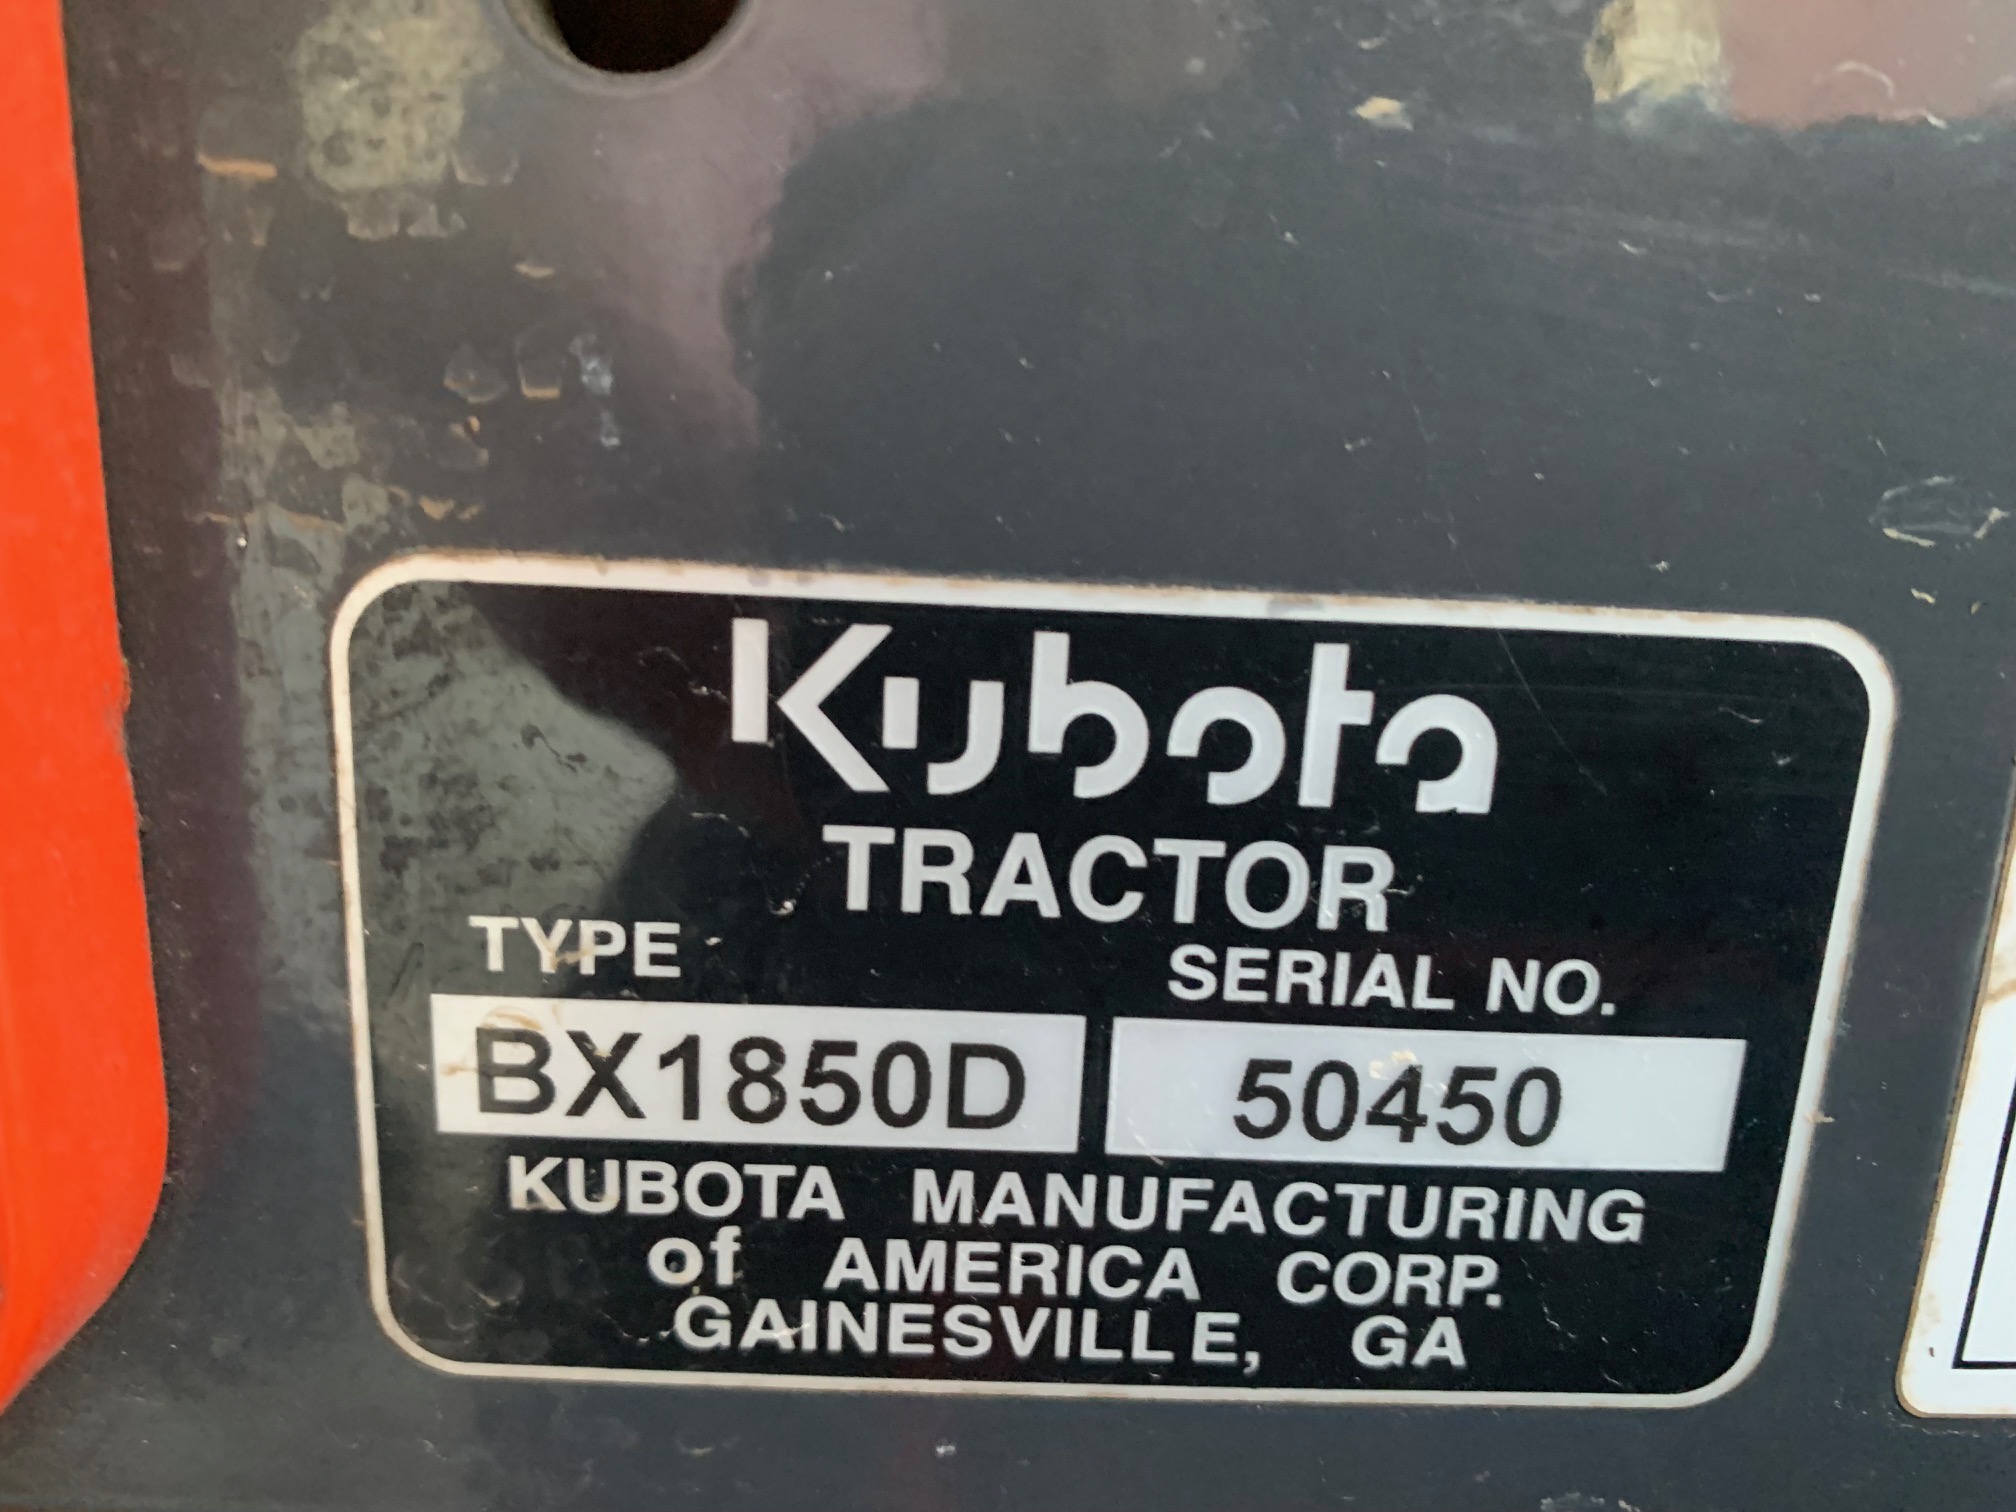 Kubota
TRACTOR
TYPE SERIAL NO.
BX1850D 50450
KUBOTA MANUFACTURING
of AMERICA CORP.
GAINESVILLE, GA